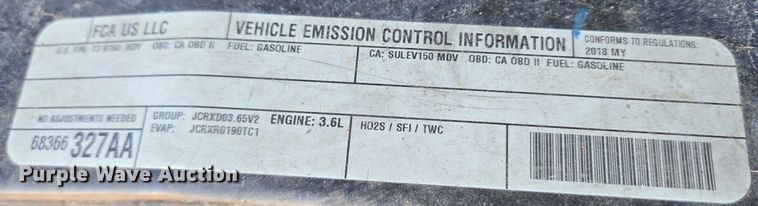 FCA US LLC
VEHICLE EMISSION CONTROL INFORMATION
CONFORMS TO REGULATIONS:
2018 MY
U.S. EPA: T3 B150 MDV OBD: CA OBD II FUEL: GASOLINE
CA: SULEV150 MDV OBD: CA OBD II FUEL: GASOLINE
NO ADJUSTMENTS NEEDED
68366 327AA
GROUP: JCRXD03.65V2
EVAP: JCRXR0190TC1
ENGINE: 3.6L
HO2S / SFI / TWC
Purple Wave Auction